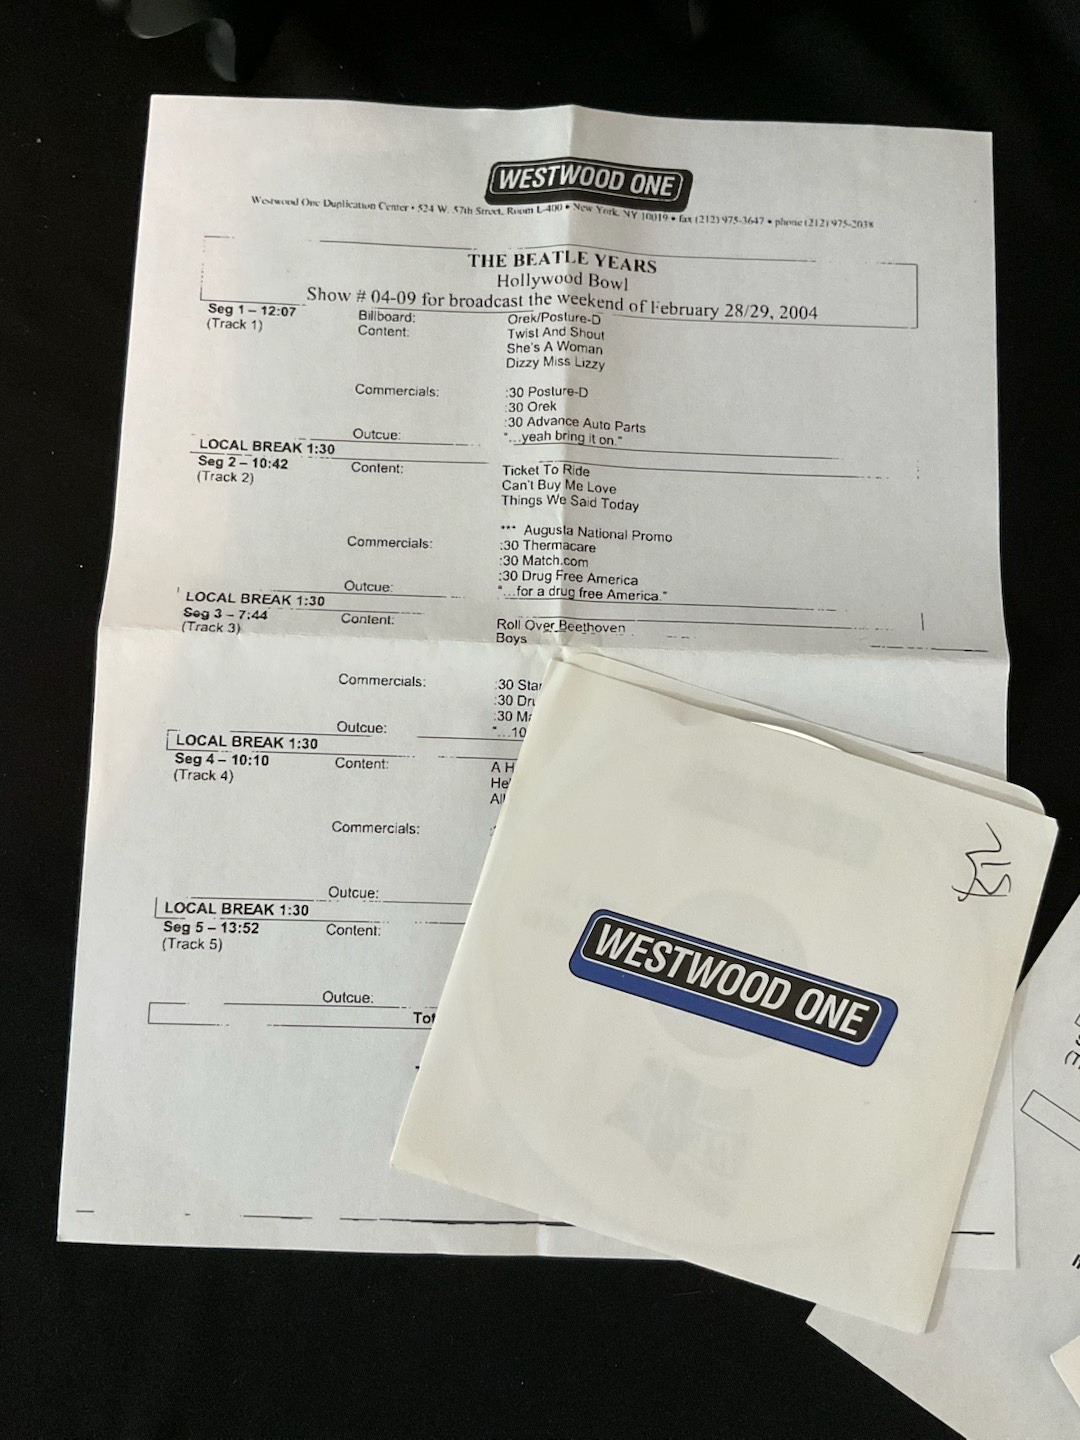 WESTWOOD ONE
Westwood One Duplication Center • 524 W. 57th Street, Room L-400 • New York, NY 10019 • fax (212) 975-3647 • phone (212) 975-2038
THE BEATLE YEARS
Hollywood Bowl
Show # 04-09 for broadcast the weekend of February 28/29, 2004
Seg 1 – 12:07 Billboard: Orek/Posture-D
(Track 1) Content: Twist And Shout
She's A Woman
Dizzy Miss Lizzy
Commercials: :30 Posture-D
:30 Orek
:30 Advance Auto Parts
Outcue: "...yeah bring it on."
LOCAL BREAK 1:30
Seg 2 – 10:42 Content: Ticket To Ride
(Track 2) Can't Buy Me Love
Things We Said Today
*** Augusta National Promo
Commercials: :30 Thermacare
:30 Match.com
:30 Drug Free America
Outcue: "...for a drug free America."
LOCAL BREAK 1:30
Seg 3 – 7:44 Content: Roll Over Beethoven
(Track 3) Boys
Commercials: :30
:30
:30
Outcue: "...10
LOCAL BREAK 1:30
Seg 4 – 10:10 Content: A H
(Track 4) He
All
Commercials:
Outcue:
LOCAL BREAK 1:30
Seg 5 – 13:52 Content:
(Track 5)
Outcue:
Tot
WESTWOOD ONE